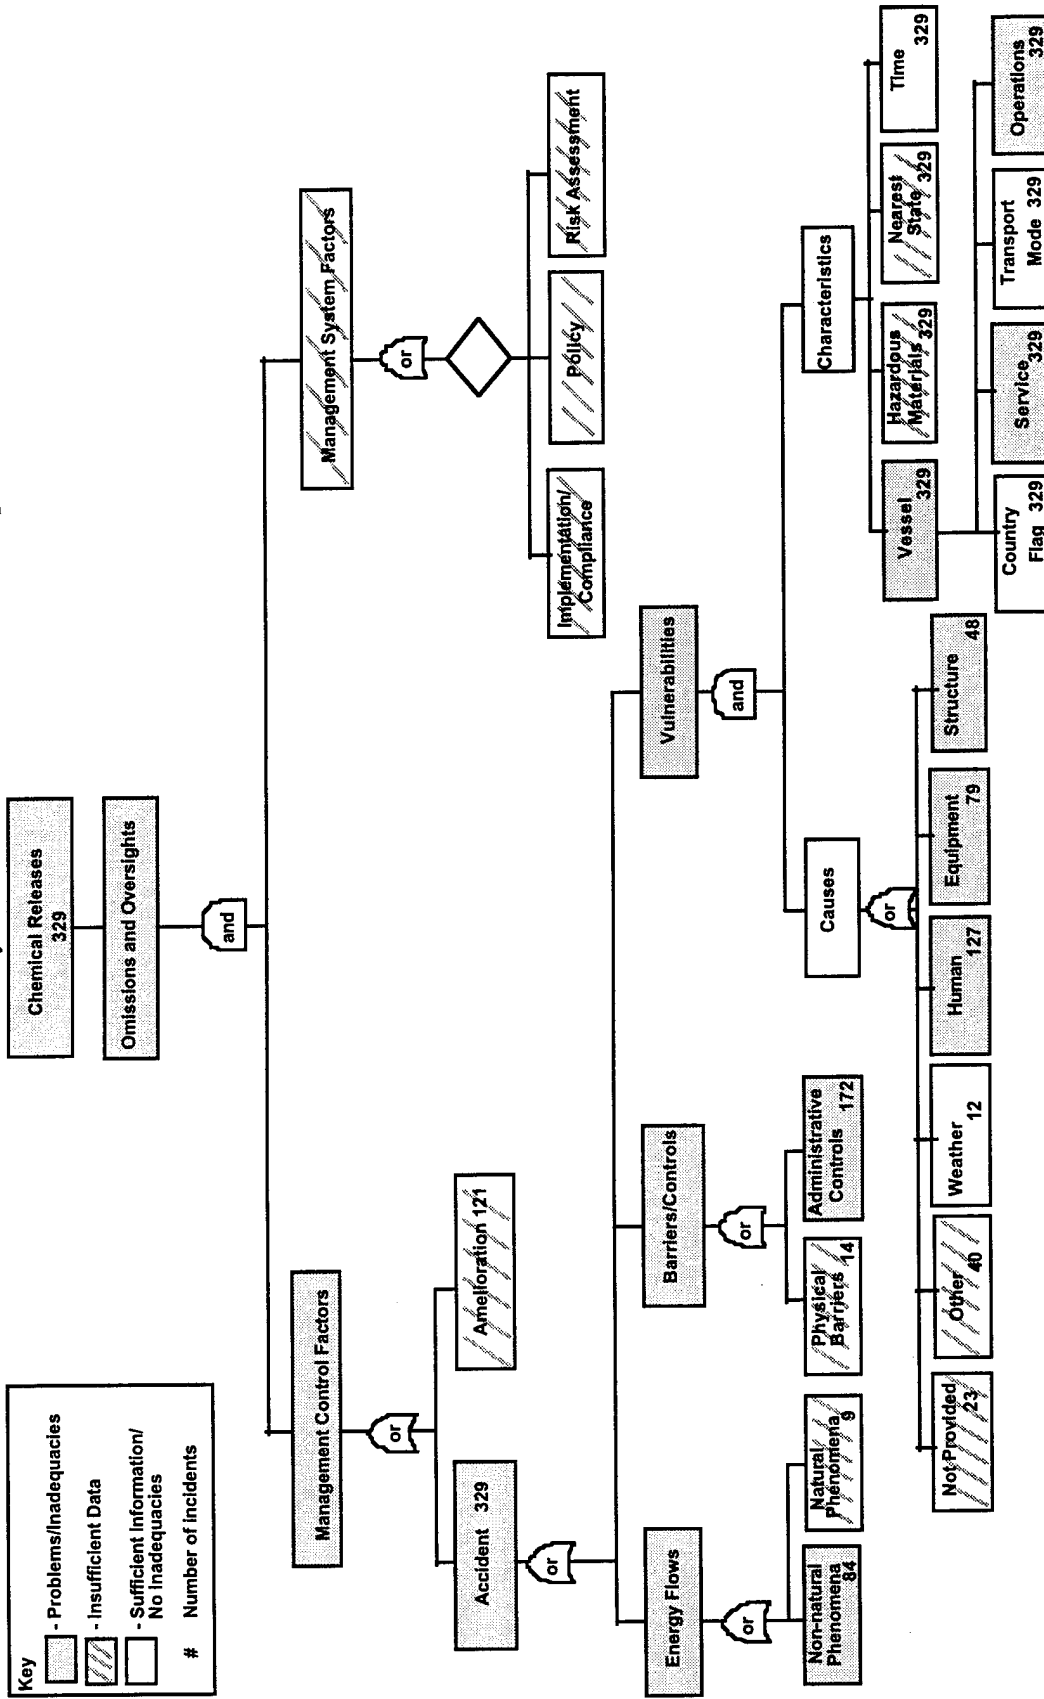 Key
- Problems/Inadequacies
- Insufficient Data
- Sufficient Information/
No Inadequacies
# Number of incidents
Chemical Releases
329
Omissions and Oversights
and
Management Control Factors
or
Management System Factors
or
Accident 329
or
Amelioration 121
Implementation/
Compliance
Policy
Risk Assessment
Energy Flows
or
Barriers/Controls
or
Vulnerabilities
and
Non-natural
Phenomena
84
Natural
Phenomena
9
Physical
Barriers 14
Administrative
Controls 172
Causes
or
Characteristics
Vessel
329
Hazardous
Materials 329
Nearest
State 329
Time
329
Not Provided
23
Other
40
Weather
12
Human
127
Equipment
79
Structure
48
Country
Flag 329
Service
329
Transport
Mode 329
Operations
329